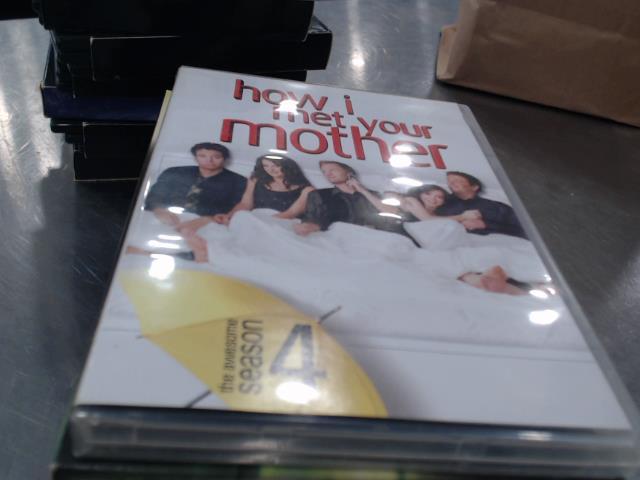 how i
met your
mother
the awesome
season
4